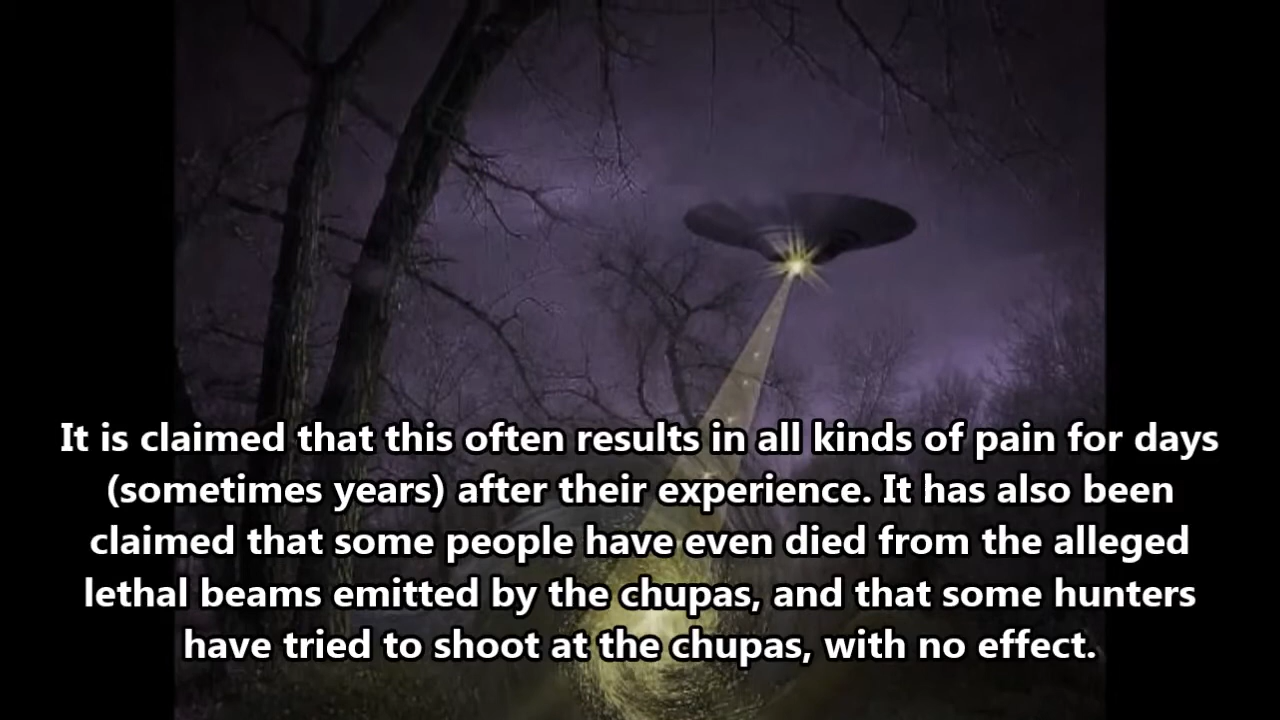 It is claimed that this often results in all kinds of pain for days
(sometimes years) after their experience. It has also been
claimed that some people have even died from the alleged
lethal beams emitted by the chupas, and that some hunters
have tried to shoot at the chupas, with no effect.